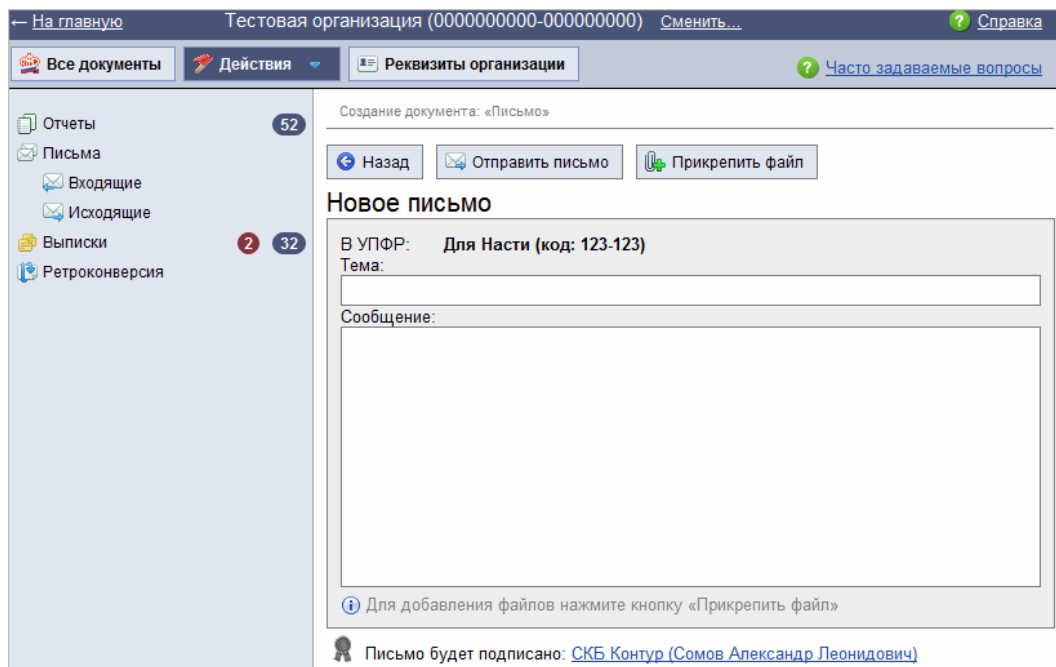 ← На главную Тестовая организация (0000000000-000000000) Сменить... Справка
Все документы Действия Реквизиты организации Часто задаваемые вопросы
Отчеты 52
Письма
Входящие
Исходящие
Выписки 2 32
Ретроконверсия
Создание документа: «Письмо»
Назад Отправить письмо Прикрепить файл
Новое письмо
В УПФР: Для Насти (код: 123-123)
Тема:
Сообщение:
Для добавления файлов нажмите кнопку «Прикрепить файл»
Письмо будет подписано: СКБ Контур (Сомов Александр Леонидович)